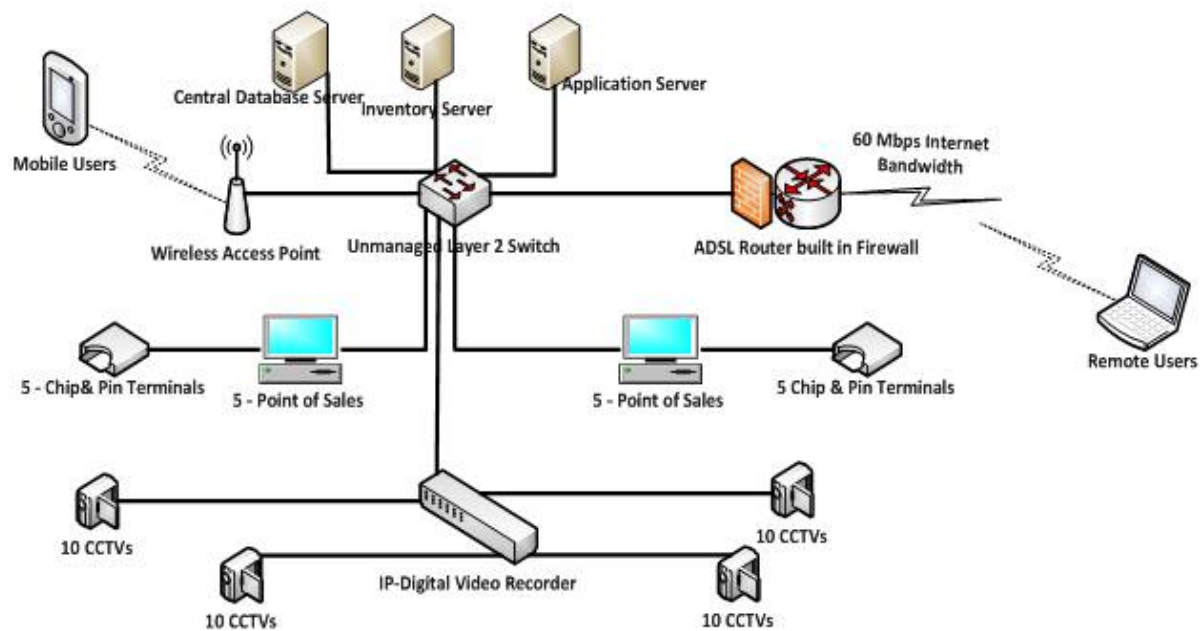 Central Database Server
Inventory Server
Application Server
Mobile Users
60 Mbps Internet
Bandwidth
Wireless Access Point
Unmanaged Layer 2 Switch
ADSL Router built in Firewall
Remote Users
5 - Chip& Pin Terminals
5 - Point of Sales
5 - Point of Sales
5 Chip & Pin Terminals
10 CCTVs
10 CCTVs
IP-Digital Video Recorder
10 CCTVs
10 CCTVs